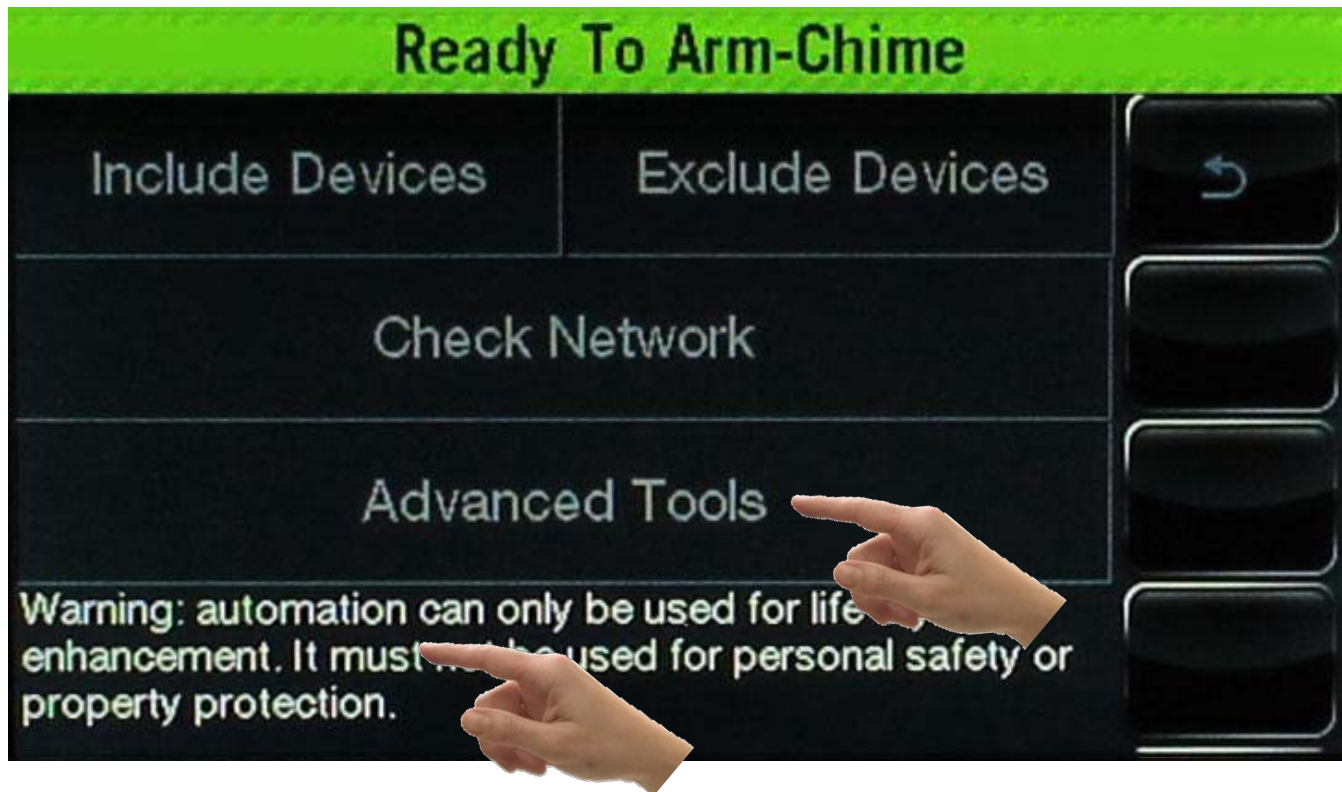 Ready To Arm-Chime
Include Devices Exclude Devices
Check Network
Advanced Tools
Warning: automation can only be used for life
enhancement. It must be used for personal safety or
property protection.